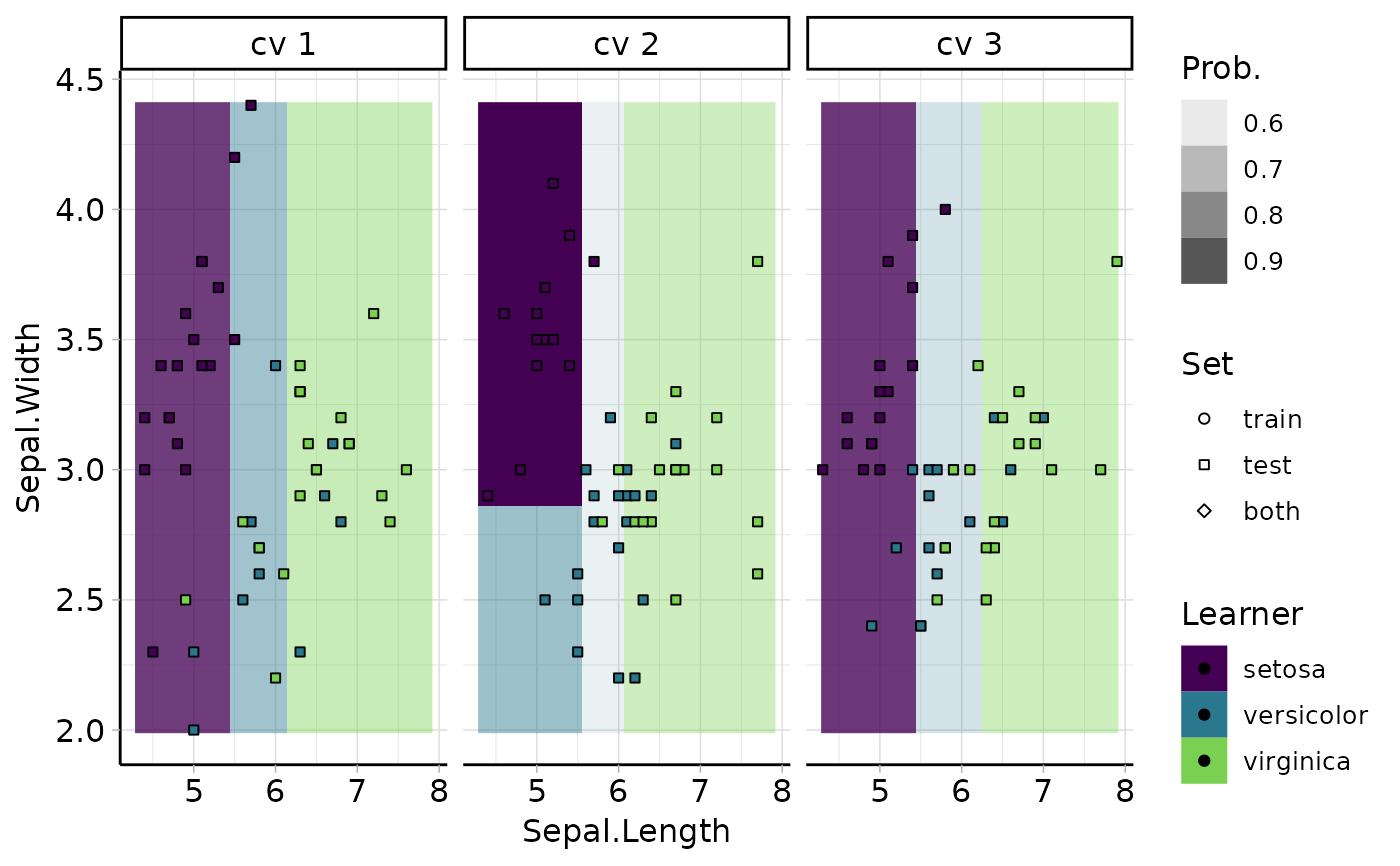 cv 1
cv 2
cv 3
4.5
4.0
3.5
3.0
2.5
2.0
Sepal.Width
5 6 7 8
5 6 7 8
5 6 7 8
Sepal.Length
Prob.
0.6
0.7
0.8
0.9
Set
train
test
both
Learner
setosa
versicolor
virginica